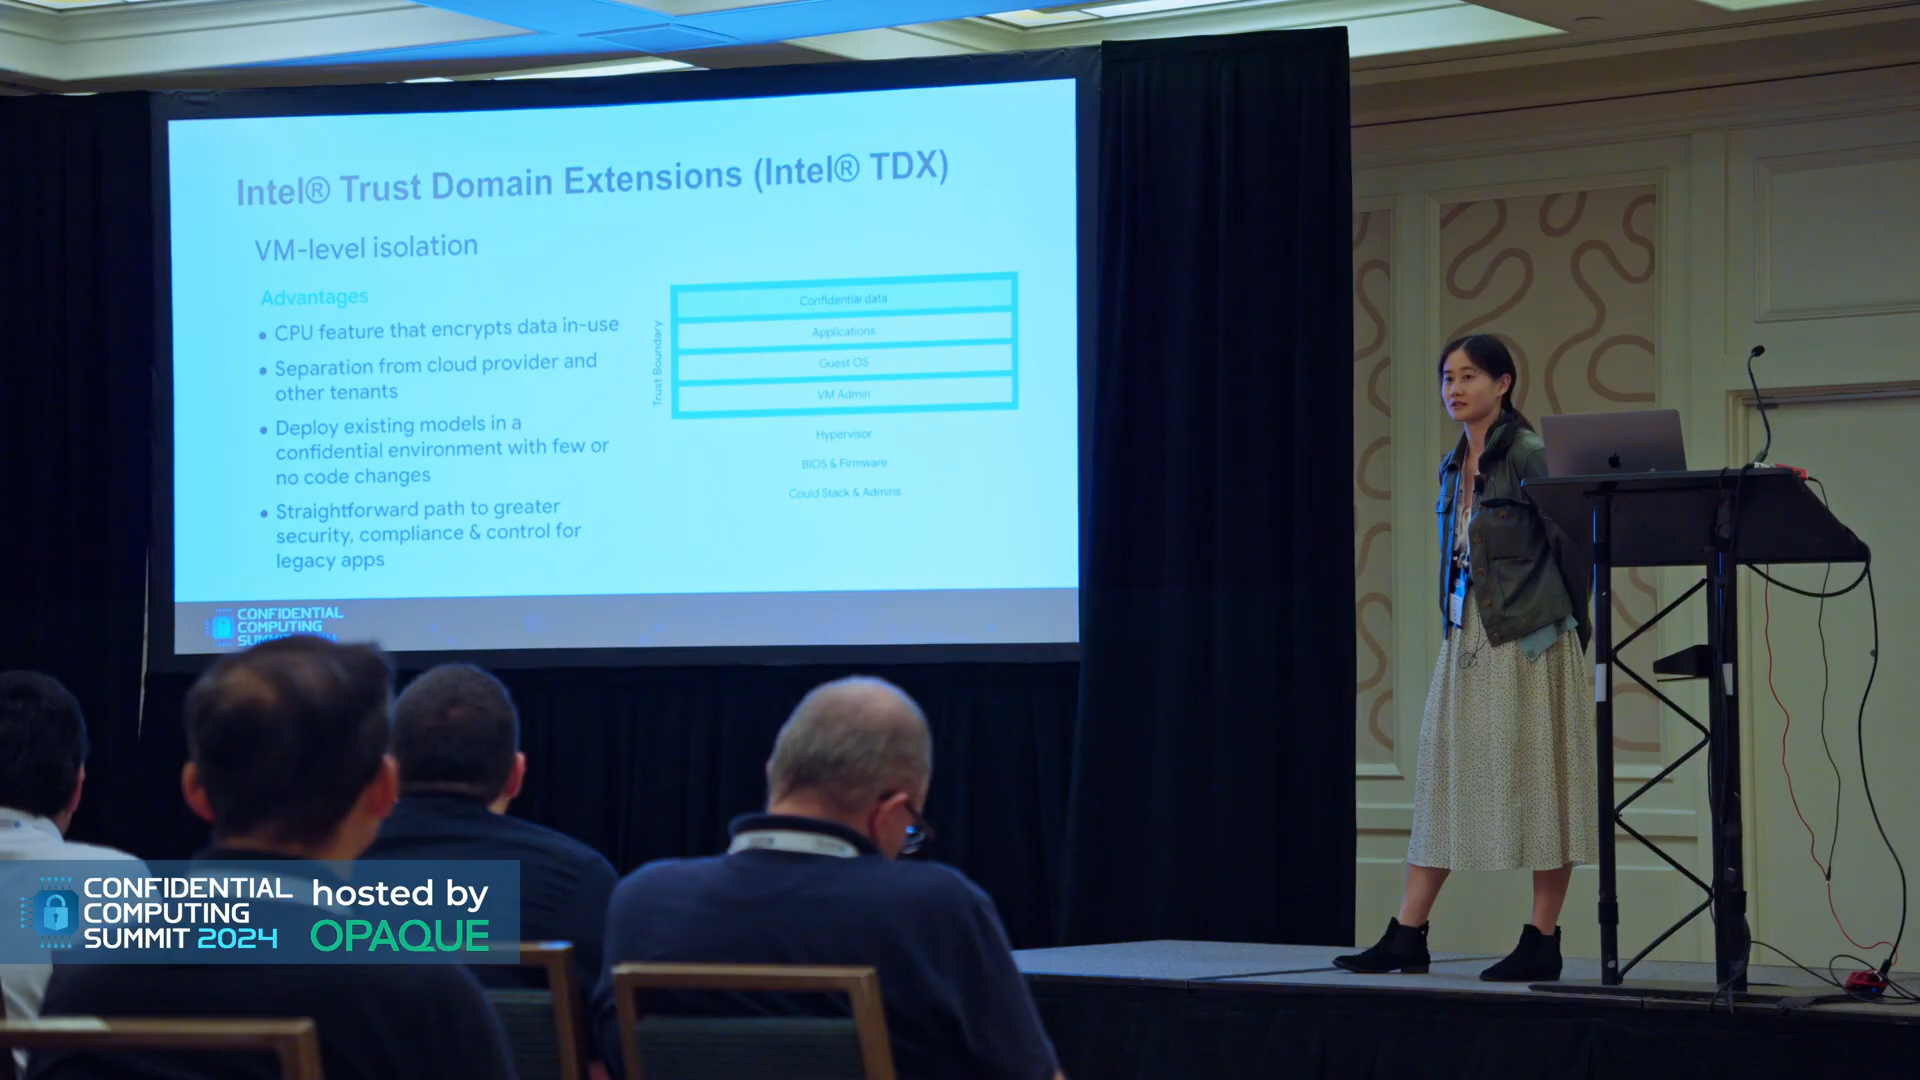 Intel® Trust Domain Extensions (Intel® TDX)
VM-level isolation
Advantages
• CPU feature that encrypts data in-use
• Separation from cloud provider and
other tenants
• Deploy existing models in a
confidential environment with few or
no code changes
• Straightforward path to greater
security, compliance & control for
legacy apps
Trust Boundary
Confidential data
Applications
Guest OS
VM Admin
Hypervisor
BIOS & Firmware
Could Stack & Admins
CONFIDENTIAL
COMPUTING
CONFIDENTIAL
COMPUTING
SUMMIT 2024
hosted by
OPAQUE